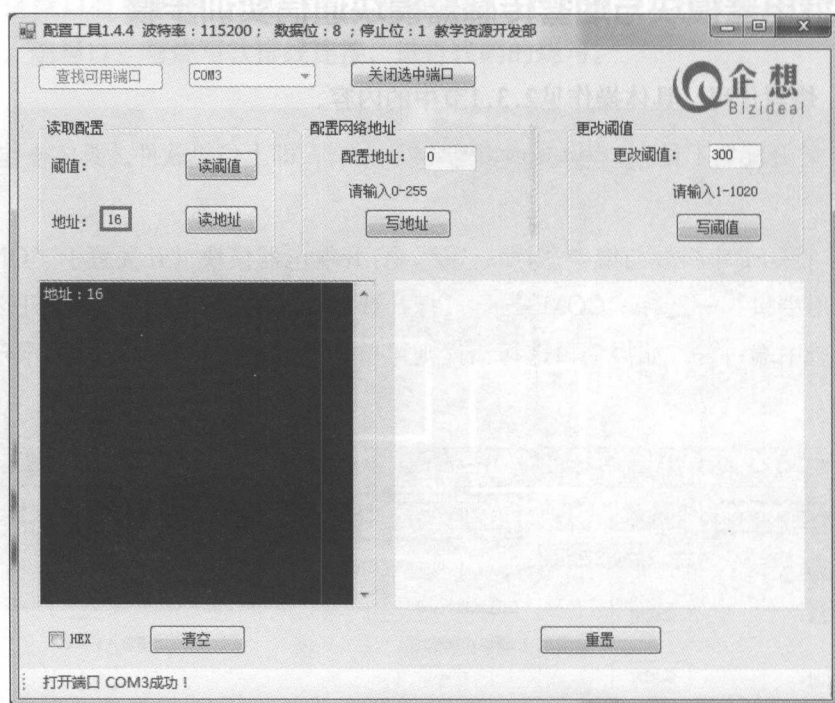 配置工具1.4.4 波特率：115200； 数据位：8；停止位：1 教学资源开发部
查找可用端口 COM3 关闭选中端口
企想
Bizideal
读取配置 配置网络地址 更改阈值
阈值： 读阈值 配置地址： 0 更改阈值： 300
请输入0-255 请输入1-1020
地址： 16 读地址 写地址 写阈值
地址：16
HEX 清空 重置
打开端口 COM3成功！